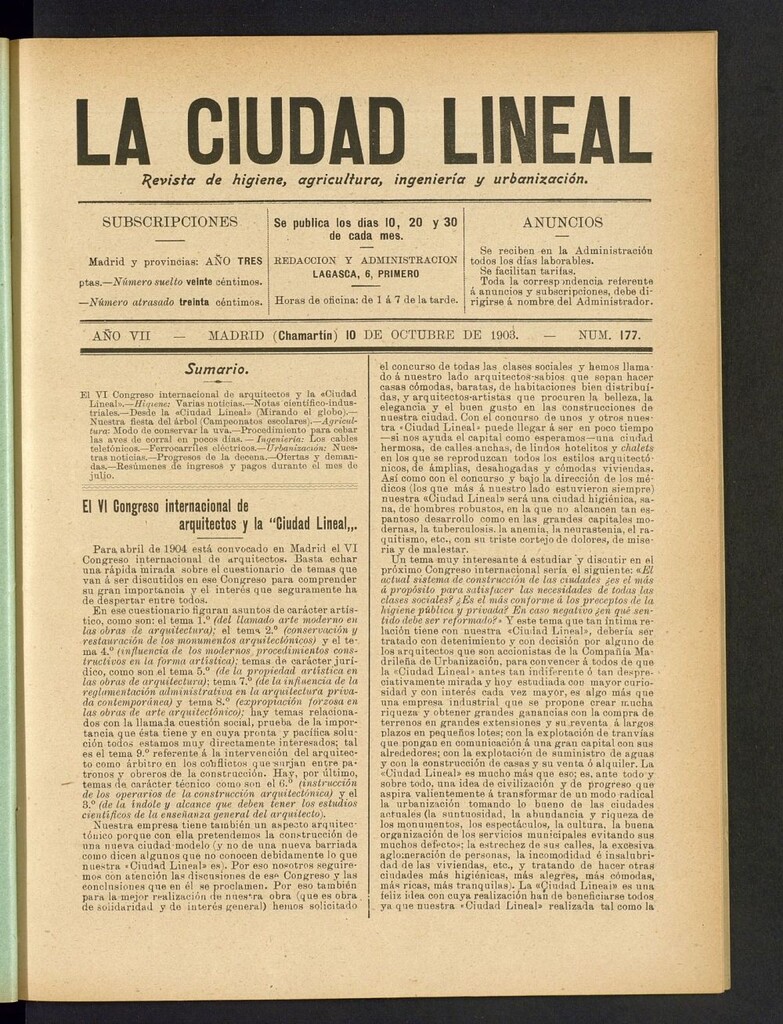 LA CIUDAD LINEAL
Revista de higiene, agricultura, ingeniería y urbanización.
SUBSCRIPCIONES
Madrid y provincias: AÑO TRES
ptas.—Número suelto veinte céntimos.
—Número atrasado treinta céntimos.
Se publica los dias 10, 20 y 30
de cada mes.
REDACCION Y ADMINISTRACION
LAGASCA, 6, PRIMERO
Horas de oficina: de 1 á 7 de la tarde.
ANUNCIOS
Se reciben en la Administración
todos los días laborables.
Se facilitan tarifas.
Toda la correspondencia referente
á anuncios y subscripciones, debe di-
rigirse á nombre del Administrador.
AÑO VII — MADRID (Chamartin) 10 DE OCTUBRE DE 1903. — NUM. 177.
Sumario.
El VI Congreso internacional de arquitectos y la «Ciudad
Lineal».—Higiene: Varias noticias.—Notas científico-indus-
triales.—Desde la «Ciudad Lineal» (Mirando el globo).—
Nuestra fiesta del árbol (Campeonatos escolares).—Agricul-
tura: Modo de conservar la uva.—Procedimiento para cebar
las aves de corral en pocos días.—Ingeniería: Los cables
telefónicos.—Ferrocarriles eléctricos.—Urbanización: Nues-
tras noticias.—Progresos de la decena.—Ofertas y deman-
das.—Resúmenes de ingresos y pagos durante el mes de
julio.
El VI Congreso internacional de
arquitectos y la "Ciudad Lineal„.
Para abril de 1904 está convocado en Madrid el VI
Congreso internacional de arquitectos. Basta echar
una rápida mirada sobre el cuestionario de temas que
van á ser discutidos en ese Congreso para comprender
su gran importancia y el interés que seguramente ha
de despertar entre todos.
En ese cuestionario figuran asuntos de carácter artís-
tico, como son: el tema 1.º (del llamado arte moderno en
las obras de arquitectura); el tema 2.º (conservación y
restauración de los monumentos arquitectónicos) y el te-
ma 4.º (influencia de los modernos procedimientos cons-
tructivos en la forma artística); temas de carácter jurí-
dico, como son el tema 5.º (de la propiedad artística en
las obras de arquitectura; tema 7.º (de la influencia de la
reglamentación administrativa en la arquitectura priva-
da contemporánea) y tema 8.º (expropiación forzosa en
las obras de arte arquitectónico); hay temas relaciona-
dos con la llamada cuestión social, prueba de la impor-
tancia que ésta tiene y en cuya pronta y pacífica solu-
ción todos estamos muy directamente interesados; tal
es el tema 9.º referente á la intervención del arquitec-
to como árbitro en los conflictos que surjan entre pa-
tronos y obreros de la construcción. Hay, por último,
temas de carácter técnico como son el 6.º (instrucción
de los operarios de la construcción arquitectónica) y el
3.º (de la índole y alcance que deben tener los estudios
científicos de la enseñanza general del arquitecto).
Nuestra empresa tiene también un aspecto arquitec-
tónico porque con ella pretendemos la construcción de
una nueva ciudad-modelo (y no de una nueva barriada
como dicen algunos que no conocen debidamente lo que
nuestra «Ciudad Lineal» es). Por eso nosotros seguire-
mos con atención las discusiones de ese Congreso y las
conclusiones que en él se proclamen. Por eso también
para la mejor realización de nuestra obra (que es obra
de solidaridad y de interés general) hemos solicitado
el concurso de todas las clases sociales y hemos llama-
do á nuestro lado arquitectos-sabios que sepan hacer
casas cómodas, baratas, de habitaciones bien distribuí-
das, y arquitectos-artistas que procuren la belleza, la
elegancia y el buen gusto en las construcciones de
nuestra ciudad. Con el concurso de unos y otros nues-
tra «Ciudad Lineal» puede llegar á ser en poco tiempo
—si nos ayuda el capital como esperamos—una ciudad
hermosa, de calles anchas, de lindos hotelitos y chalets
en los que se reproduzcan todos los estilos arquitectó-
nicos, de ámplias, desahogadas y cómodas viviendas.
Así como con el concurso y bajo la dirección de los mé-
dicos (los que más á nuestro lado estuvieron siempre)
nuestra «Ciudad Lineal» será una ciudad higiénica, sa-
na, de hombres robustos, en la que no alcancen tan es-
pantoso desarrollo como en las grandes capitales mo-
dernas, la tuberculosis, la anemia, la neurastenia, el ra-
quitismo, etc., con su triste cortejo de dolores, de mise-
ria y de malestar.
Un tema muy interesante á estudiar y discutir en el
próximo Congreso internacional sería el siguiente: «El
actual sistema de construcción de las ciudades ¿es el más
á propósito para satisfacer las necesidades de todas las
clases sociales? ¿Es el más conforme á los preceptos de la
higiene pública y privada? En caso negativo ¿en qué sen-
tido debe ser reformado?» Y este tema que tan íntima re-
lación tiene con nuestra «Ciudad Lineal», debería ser
tratado con detenimiento y con decisión por alguno de
los arquitectos que son accionistas de la Compañía Ma-
drileña de Urbanización, para convencer á todos de que
la «Ciudad Lineal» antes tan indiferente ó tan despre-
ciativamente mirada y hoy estudiada con mayor curio-
sidad y con interés cada vez mayor, es algo más que
una empresa industrial que se propone crear mucha
riqueza y obtener grandes ganancias con la compra de
terrenos en grandes extensiones y su reventa á largos
plazos en pequeños lotes; con la explotación de tranvías
que pongan en comunicación á una gran capital con sus
alrededores; con la explotación de suministro de aguas
y con la construcción de casas y su venta ó alquiler. La
«Ciudad Lineal» es mucho más que eso; es, ante todo y
sobre todo, una idea de civilización y de progreso que
aspira valientemente á transformar de un modo radical
la urbanización tomando lo bueno de las ciudades
actuales (la suntuosidad, la abundancia y riqueza de
los monumentos, los espectáculos, la cultura, la buena
organización de los servicios municipales evitando sus
muchos defectos; la estrechez de sus calles, la excesiva
aglomeración de personas, la incomodidad é insalubri-
dad de las viviendas, etc., y tratando de hacer otras
ciudades más higiénicas, más alegres, más cómodas,
más ricas, más tranquilas). La «Ciudad Lineal» es una
feliz idea con cuya realización han de beneficiarse todos
ya que nuestra «Ciudad Lineal» realizada tal como la